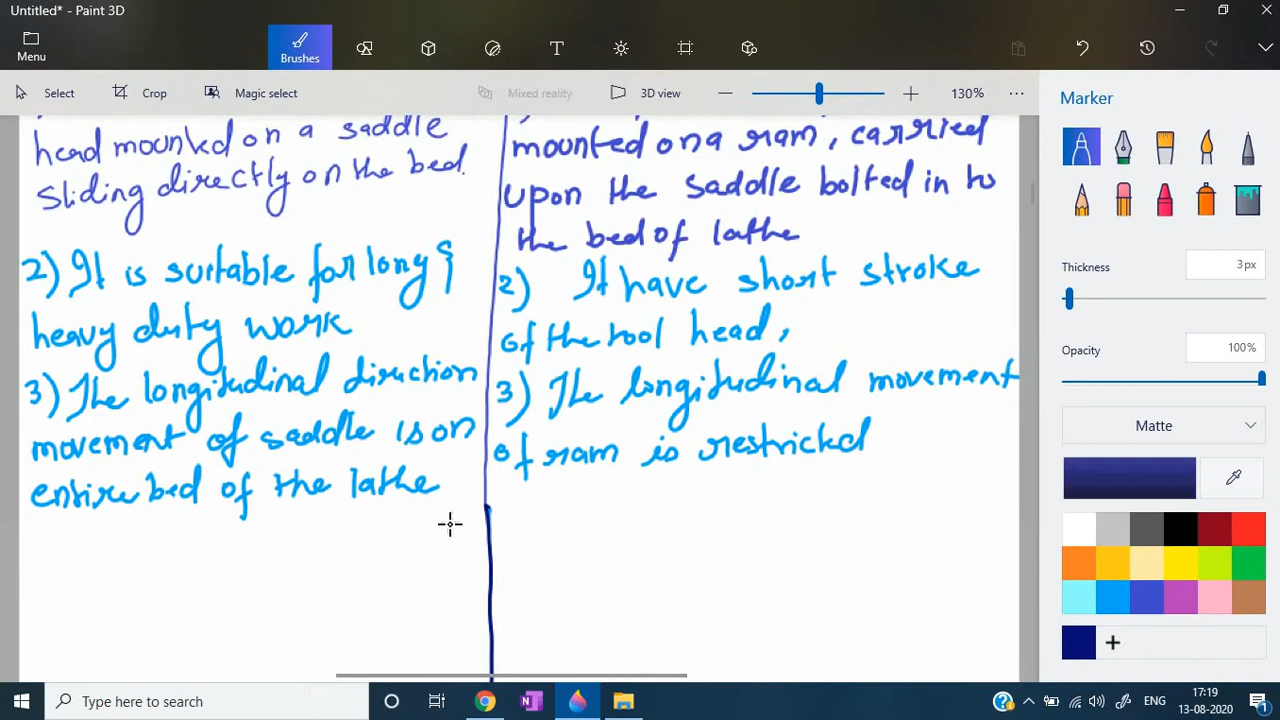 Untitled* - Paint 3D
Menu
Brushes
Select
Crop
Magic select
Mixed reality
3D view
130%
head mounted on a saddle
sliding directly on the bed.
2) It is suitable for long &
heavy duty work
3) The longitudinal direction
movement of saddle is on
entire bed of the lathe
mounted on a ram, carried
upon the saddle bolted in to
the bed of lathe
2) It have short stroke
of the tool head,
3) The longitudinal movement
of ram is restricted
Marker
Thickness
3px
Opacity
100%
Matte
Type here to search
ENG
17:19
13-08-2020
1